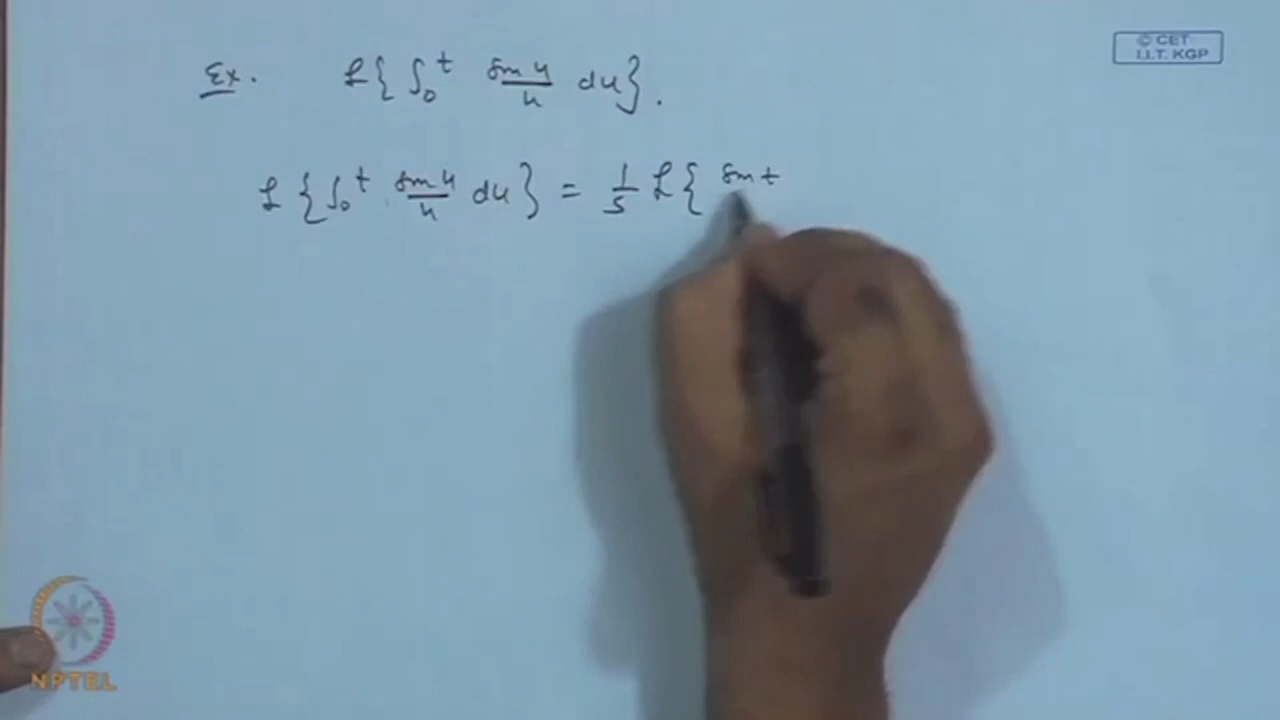 © CET
I.I.T. KGP
Ex. ℒ{ ∫₀ᵗ sin u/u du }.
ℒ{ ∫₀ᵗ sin u/u du } = 1/s ℒ{ sin t
NPTEL